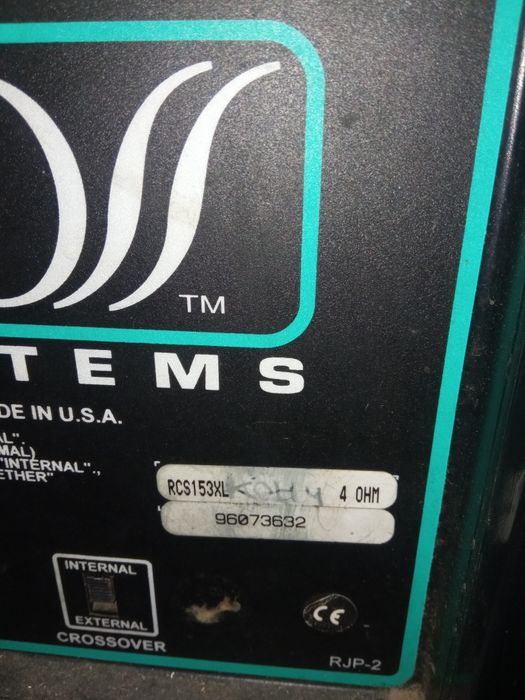 TM
TEMS
DE IN U.S.A.
AL".
MAL)
"INTERNAL".,
ETHER"
RCS153XL 4 OHM
96073632
INTERNAL
EXTERNAL
CROSSOVER
CE
RJP-2